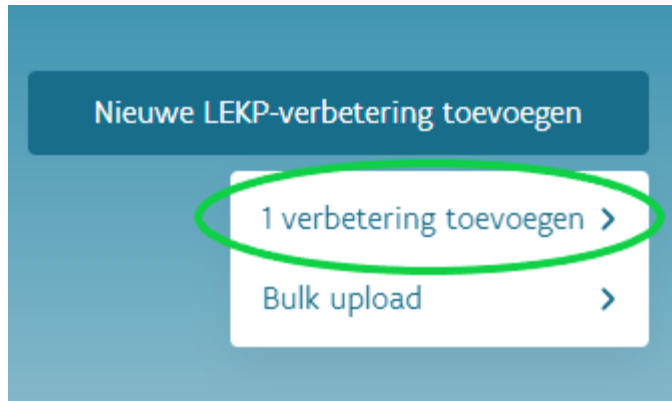 Nieuwe LEKP-verbetering toevoegen
1 verbetering toevoegen
Bulk upload